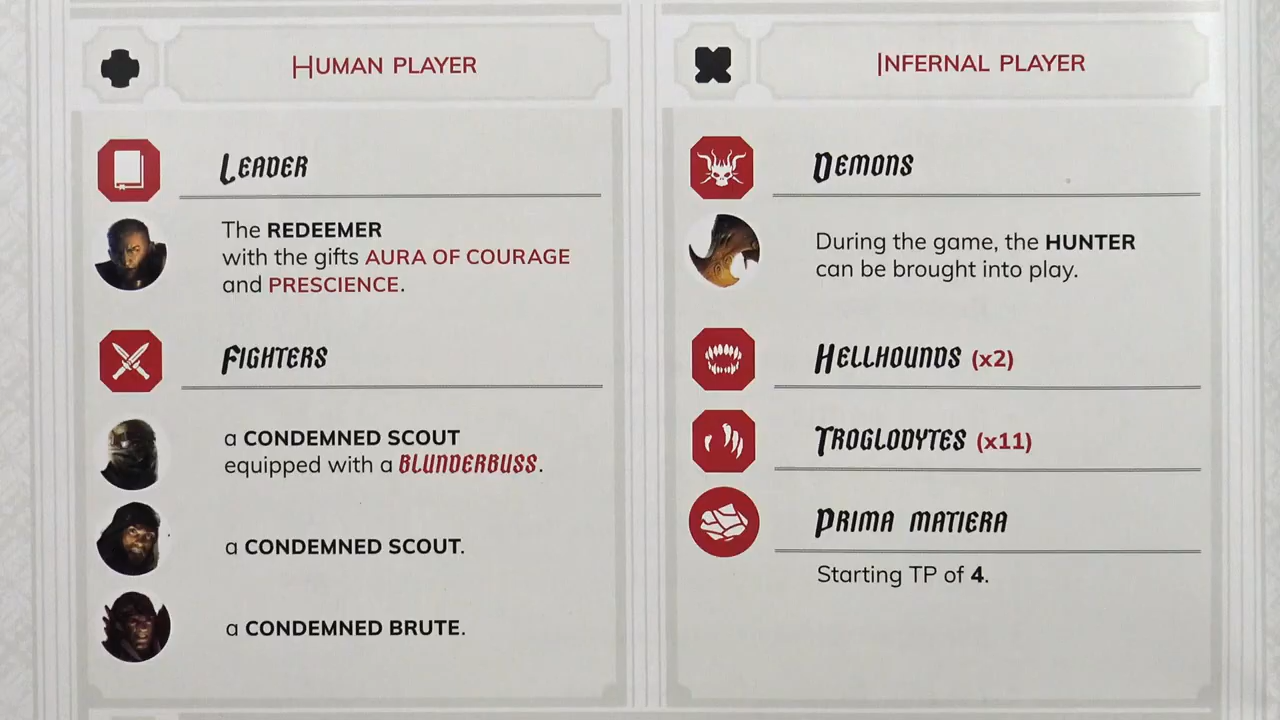 HUMAN PLAYER
LEADER
The REDEEMER
with the gifts AURA OF COURAGE
and PRESCIENCE.
FIGHTERS
a CONDEMNED SCOUT
equipped with a BLUNDERBUSS.
a CONDEMNED SCOUT.
a CONDEMNED BRUTE.
INFERNAL PLAYER
DEMONS
During the game, the HUNTER
can be brought into play.
HELLHOUNDS (x2)
TROGLODYTES (x11)
PRIMA MATIERA
Starting TP of 4.